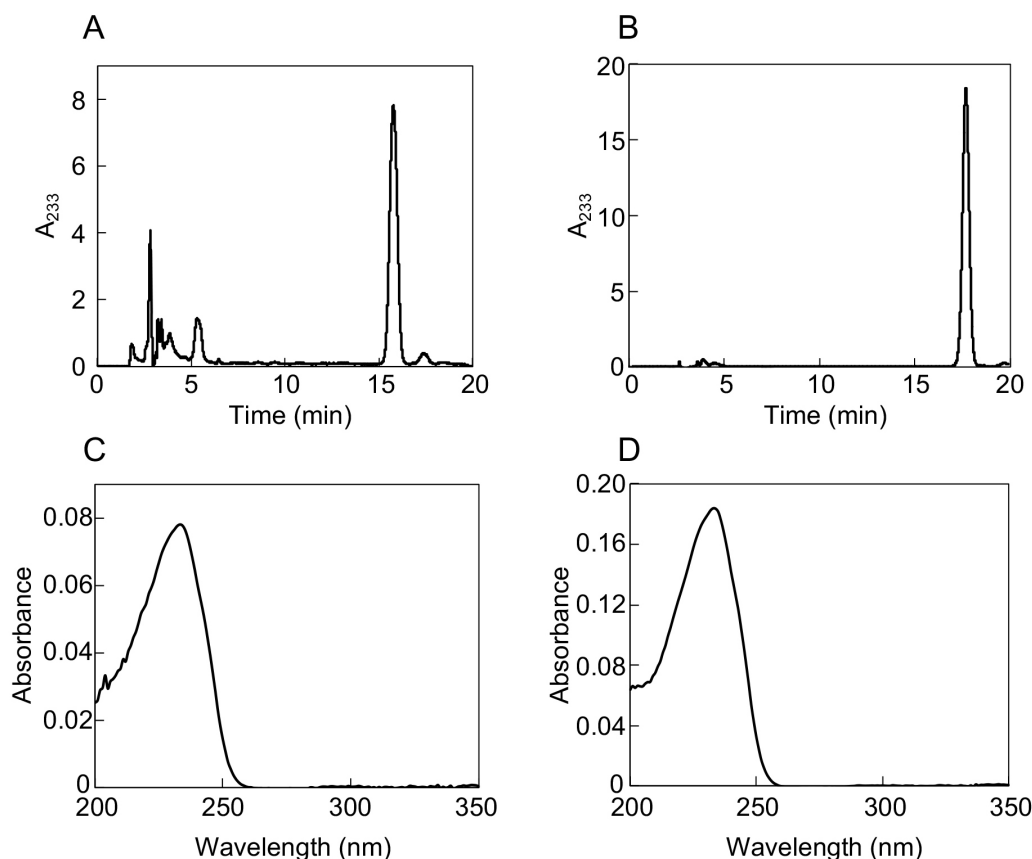 A
B
A233
8
6
4
2
0
0 5 10 15 20
Time (min)
A233
20
15
10
5
0
0 5 10 15 20
Time (min)
C
D
Absorbance
0.08
0.06
0.04
0.02
0
200 250 300 350
Wavelength (nm)
Absorbance
0.20
0.16
0.12
0.08
0.04
0
200 250 300 350
Wavelength (nm)